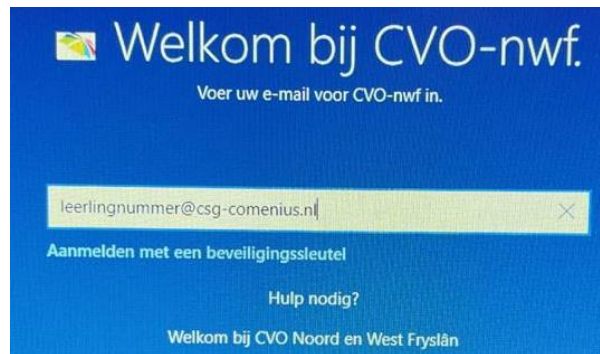 Welkom bij CVO-nwf.
Voer uw e-mail voor CVO-nwf in.
leerlingnummer@csg-comenius.nl
Aanmelden met een beveiligingssleutel
Hulp nodig?
Welkom bij CVO Noord en West Fryslân